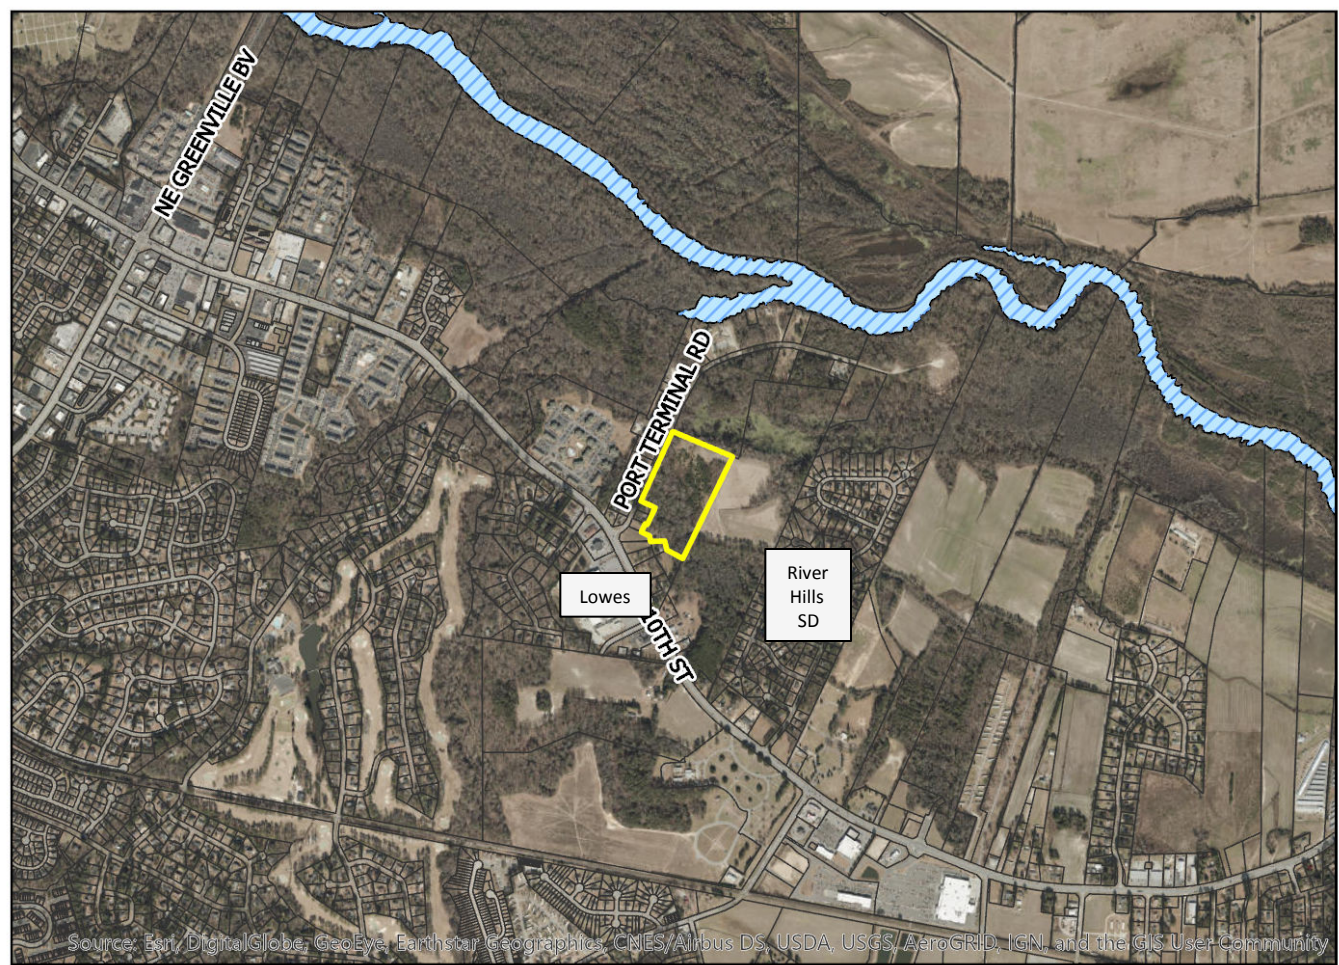 NE GREENVILLE BV
PORT TERMINAL RD
Lowes
River
Hills
SD
10TH ST
Source: Esri, DigitalGlobe, GeoEye, Earthstar Geographics, CNES/Airbus DS, USDA, USGS, AeroGRID, IGN, and the GIS User Community